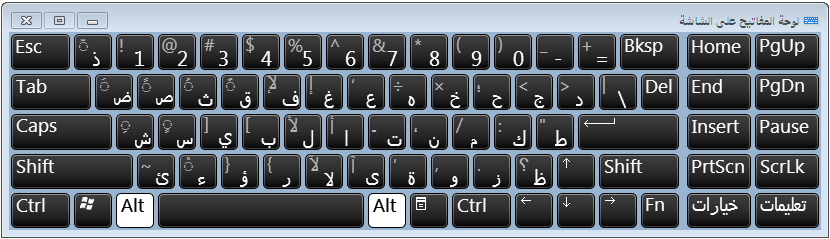 لوحة المفاتيح على الشاشة
Esc ّ ذ ! 1 @ 2 # 3 $ 4 % 5 ^ 6 & 7 * 8 ( 9 ) 0 _ - + = Bksp Home PgUp
Tab َ ض ً ص ُ ث ٌ ق لإ ف إ غ ‘ ع ÷ ه × خ ؛ ح < ج > د | \ Del End PgDn
Caps ِ ش ٍ س ] ي [ ب لأ ل أ ا ـ ت ، ن / م : ك " ط Insert Pause
Shift ~ ئ ْ ء } ؤ { ر لآ لا آ ى ’ ة , و . ز ؟ ظ ↑ Shift PrtScn ScrLk
Ctrl Alt Alt Ctrl ← ↓ → Fn خيارات تعليمات